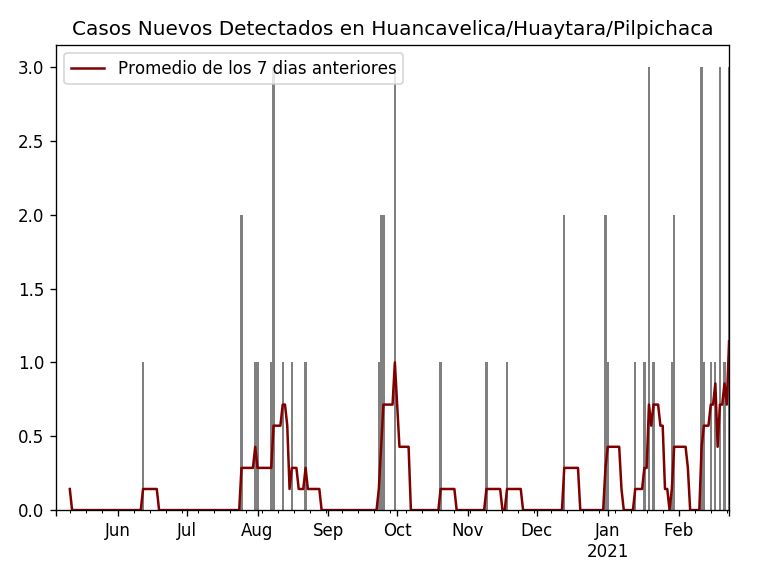 Casos Nuevos Detectados en Huancavelica/Huaytara/Pilpichaca
Promedio de los 7 dias anteriores
3.0
2.5
2.0
1.5
1.0
0.5
0.0
Jun Jul Aug Sep Oct Nov Dec Jan Feb
2021